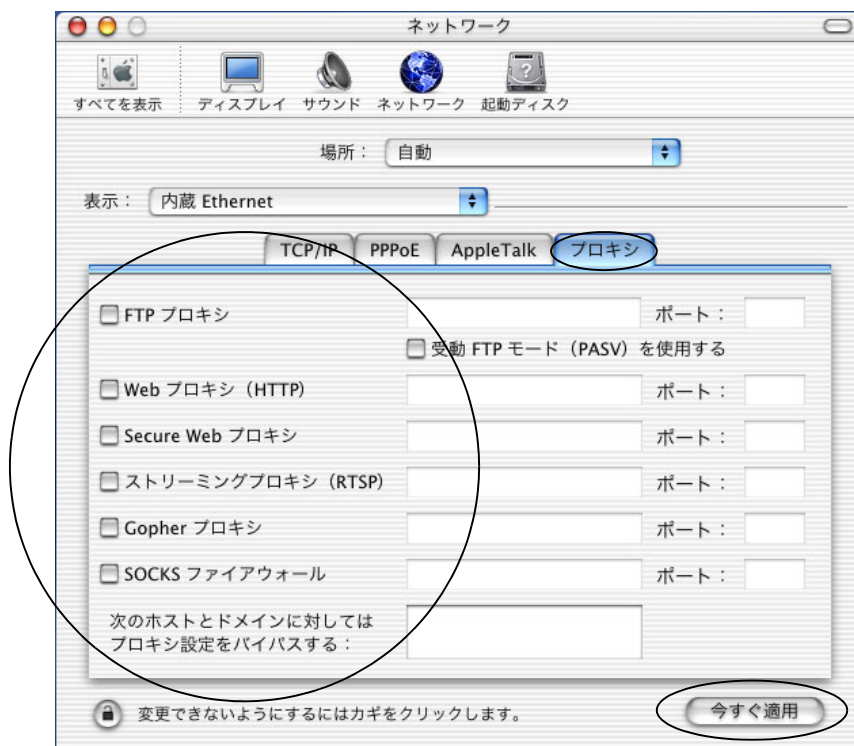 ネットワーク
すべてを表示 ディスプレイ サウンド ネットワーク 起動ディスク
場所： 自動
表示： 内蔵 Ethernet
TCP/IP PPPoE AppleTalk プロキシ
FTP プロキシ ポート：
受動 FTP モード（PASV）を使用する
Web プロキシ（HTTP） ポート：
Secure Web プロキシ ポート：
ストリーミングプロキシ（RTSP） ポート：
Gopher プロキシ ポート：
SOCKS ファイアウォール ポート：
次のホストとドメインに対しては
プロキシ設定をバイパスする：
変更できないようにするにはカギをクリックします。 今すぐ適用